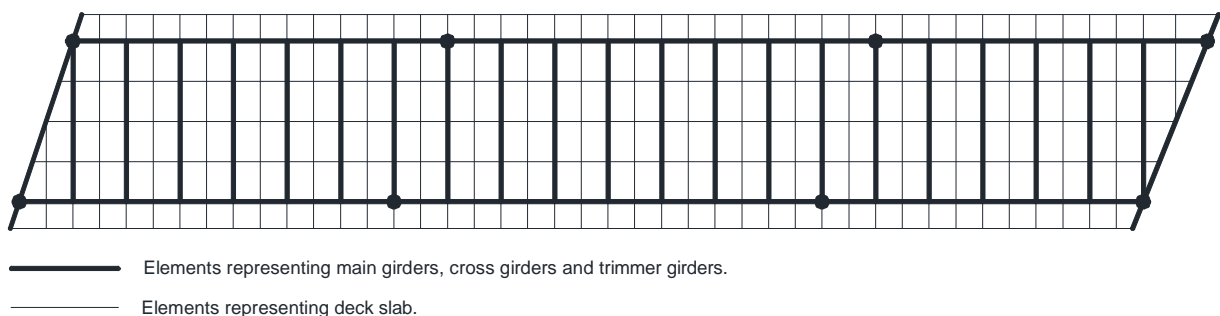 Elements representing main girders, cross girders and trimmer girders.
Elements representing deck slab.